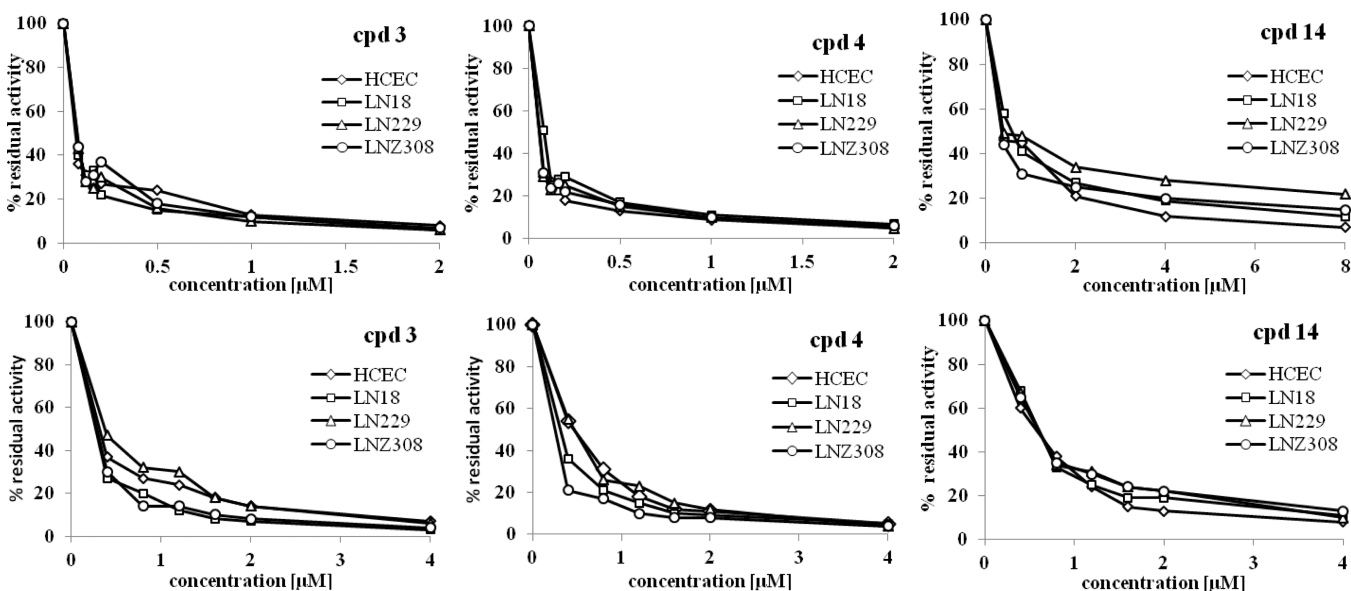 cpd 3
HCEC
LN18
LN229
LNZ308
% residual activity
100
80
60
40
20
0
0 0.5 1 1.5 2
concentration [µM]
cpd 4
HCEC
LN18
LN229
LNZ308
% residual activity
100
80
60
40
20
0
0 0.5 1 1.5 2
concentration [µM]
cpd 14
HCEC
LN18
LN229
LNZ308
% residual activity
100
80
60
40
20
0
0 2 4 6 8
concentration [µM]
cpd 3
HCEC
LN18
LN229
LNZ308
% residual activity
100
80
60
40
20
0
0 1 2 3 4
concentration [µM]
cpd 4
HCEC
LN18
LN229
LNZ308
% residual activity
100
80
60
40
20
0
0 1 2 3 4
concentration [µM]
cpd 14
HCEC
LN18
LN229
LNZ308
% residual activity
100
80
60
40
20
0
0 1 2 3 4
concentration [µM]